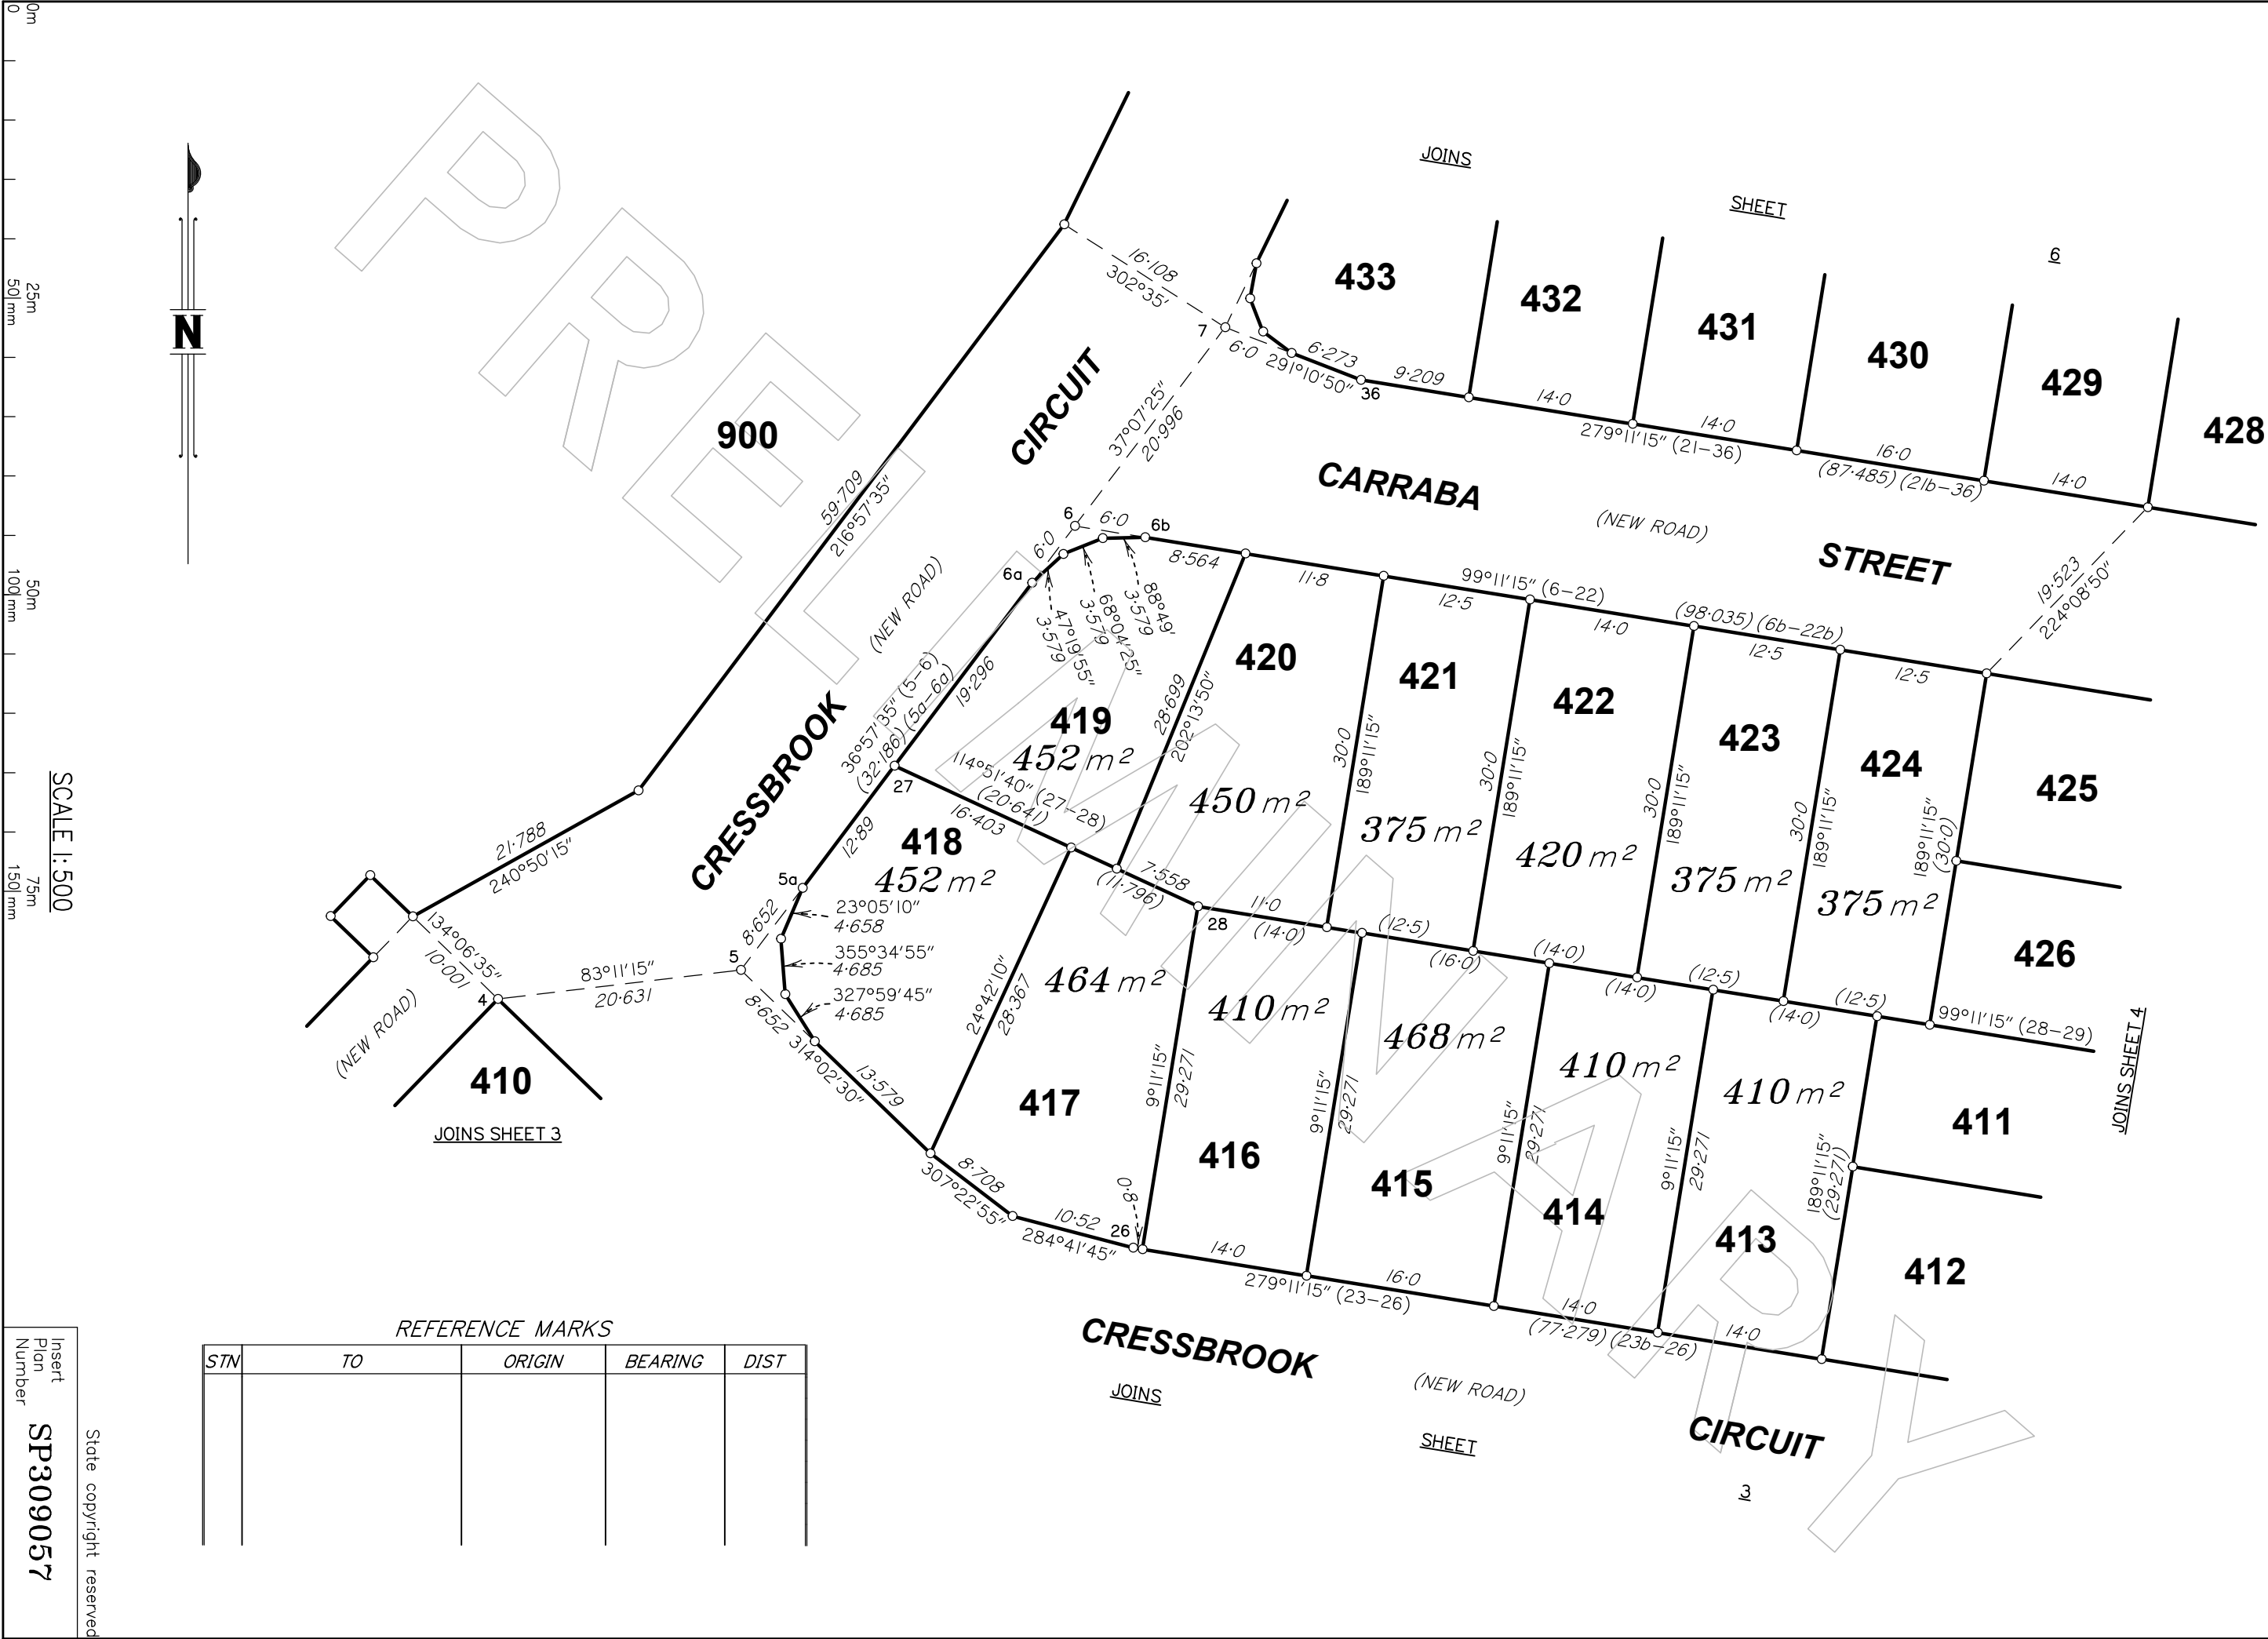 0m
0
25m
50 mm
50m
100 mm
75m
150 mm
SCALE 1:500
N
PRELIMINARY
JOINS
SHEET
6
433
432
431
430
429
428
900
16·108
302°35'
7
6·0
291°10'50"
6·273
36
9·209
14·0
14·0
279°11'15" (21–36)
16·0
(87·485) (21b–36)
14·0
CIRCUIT
37°07'25"
20·996
CARRABA
(NEW ROAD)
STREET
19·523
224°08'50"
59·709
216°57'35"
(NEW ROAD)
CRESSBROOK
6
6·0
6b
6·0
6a
8·564
11·8
99°11'15" (6–22)
12·5
14·0
(98·035) (6b–22b)
12·5
12·5
88°49'
3·579
68°04'25"
3·579
47°19'55"
3·579
36°57'35" (5–6)
(32·186) (5a–6a)
19·296
419
452 m²
28·699
202°13'50"
420
450 m²
30·0
189°11'15"
421
375 m²
30·0
189°11'15"
422
420 m²
30·0
189°11'15"
423
375 m²
30·0
189°11'15"
424
375 m²
189°11'15"
(30·0)
425
426
27
114°51'40" (27–28)
(20·641)
16·403
7·558
(11·796)
28
11·0
(14·0)
(12·5)
(16·0)
(14·0)
(14·0)
(12·5)
(14·0)
(12·5)
99°11'15" (28–29)
JOINS SHEET 4
12·89
418
452 m²
5a
8·652
23°05'10"
4·658
355°34'55"
4·685
327°59'45"
4·685
5
8·652
314°02'30"
13·579
21·788
240°50'15"
134°06'35"
10·001
4
83°11'15"
20·631
(NEW ROAD)
410
JOINS SHEET 3
24°42'10"
28·367
464 m²
417
9°11'15"
29·271
410 m²
416
9°11'15"
29·271
468 m²
415
9°11'15"
29·271
410 m²
414
9°11'15"
29·271
410 m²
413
189°11'15"
(29·271)
411
412
8·708
307°22'55"
10·52
284°41'45"
26
0·8
14·0
279°11'15" (23–26)
16·0
14·0
(77·279) (23b–26)
14·0
CRESSBROOK
(NEW ROAD)
CIRCUIT
JOINS
SHEET
3
REFERENCE MARKS
STN TO ORIGIN BEARING DIST
Insert
Plan
Number
SP309057
State copyright reserved